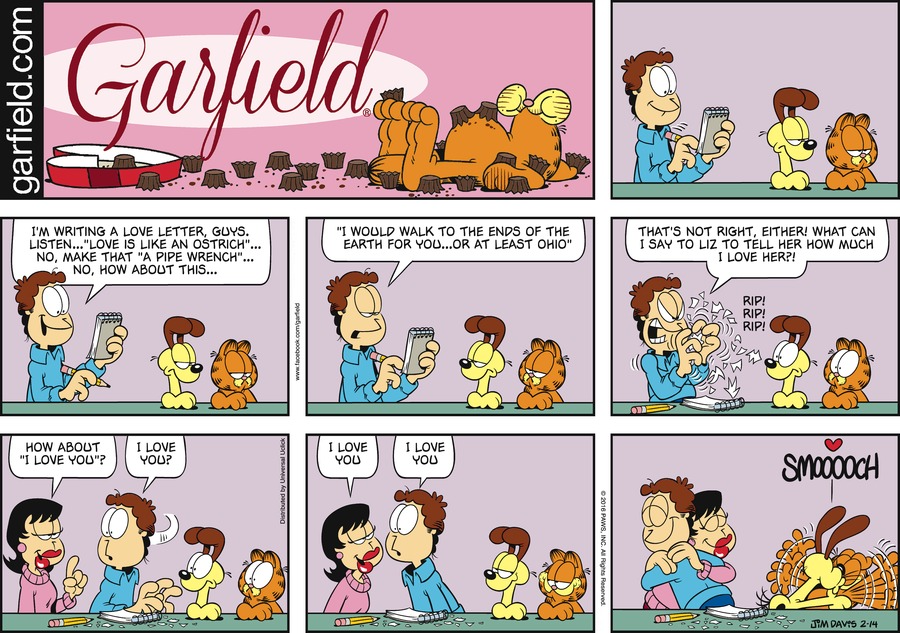 garfield.com
Garfield®
I'M WRITING A LOVE LETTER, GUYS.
LISTEN..."LOVE IS LIKE AN OSTRICH"...
NO, MAKE THAT "A PIPE WRENCH"...
NO, HOW ABOUT THIS...
www.facebook.com/garfield
"I WOULD WALK TO THE ENDS OF THE
EARTH FOR YOU...OR AT LEAST OHIO"
THAT'S NOT RIGHT, EITHER! WHAT CAN
I SAY TO LIZ TO TELL HER HOW MUCH
I LOVE HER?!
RIP!
RIP!
RIP!
HOW ABOUT
"I LOVE YOU"?
I LOVE
YOU?
Distributed by Universal Uclick
I LOVE
YOU
I LOVE
YOU
© 2016 PAWS, INC. All Rights Reserved.
SMOOOOCH
JIM DAVIS 2-14